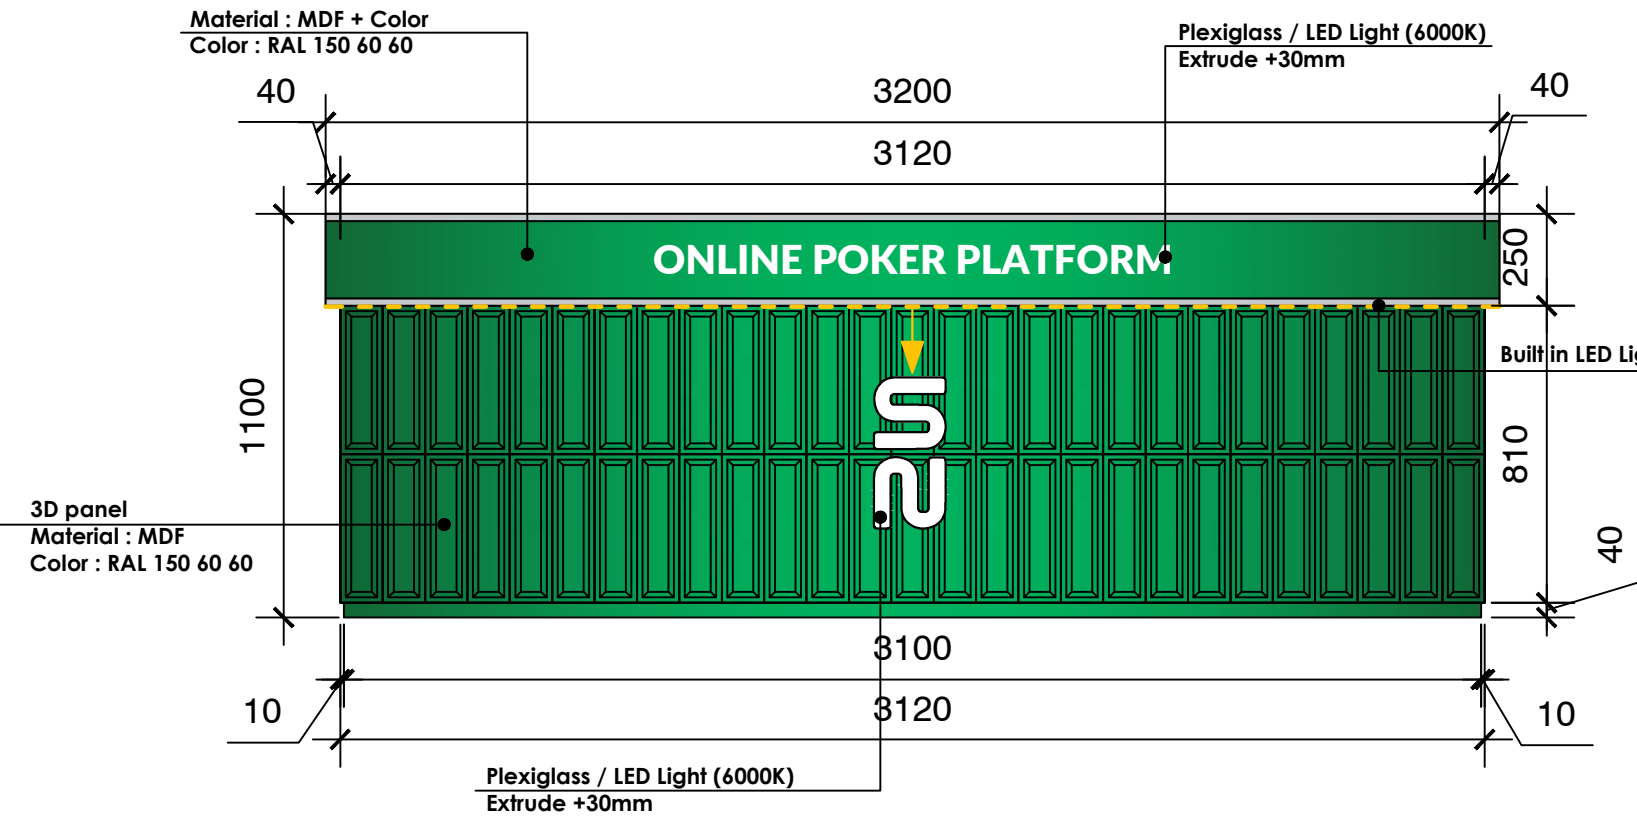 Material : MDF + Color
Color : RAL 150 60 60
Plexiglass / LED Light (6000K)
Extrude +30mm
40
3200
40
3120
ONLINE POKER PLATFORM
250
Built in LED
1100
810
3D panel
Material : MDF
Color : RAL 150 60 60
40
3100
10
3120
10
Plexiglass / LED Light (6000K)
Extrude +30mm